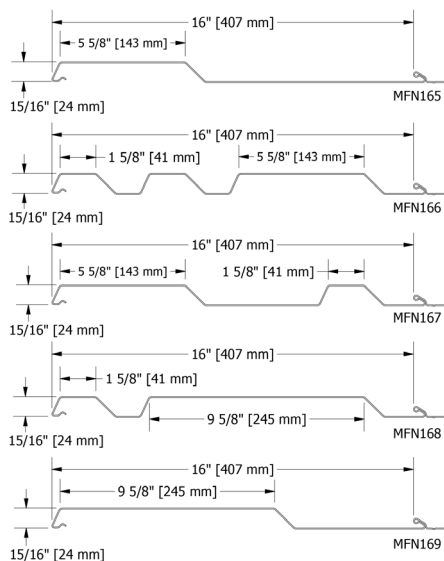 16" [407 mm]
5 5/8" [143 mm]
15/16" [24 mm]
MFN165
16" [407 mm]
1 5/8" [41 mm]
5 5/8" [143 mm]
15/16" [24 mm]
MFN166
16" [407 mm]
5 5/8" [143 mm]
1 5/8" [41 mm]
15/16" [24 mm]
MFN167
16" [407 mm]
1 5/8" [41 mm]
9 5/8" [245 mm]
15/16" [24 mm]
MFN168
16" [407 mm]
9 5/8" [245 mm]
15/16" [24 mm]
MFN169